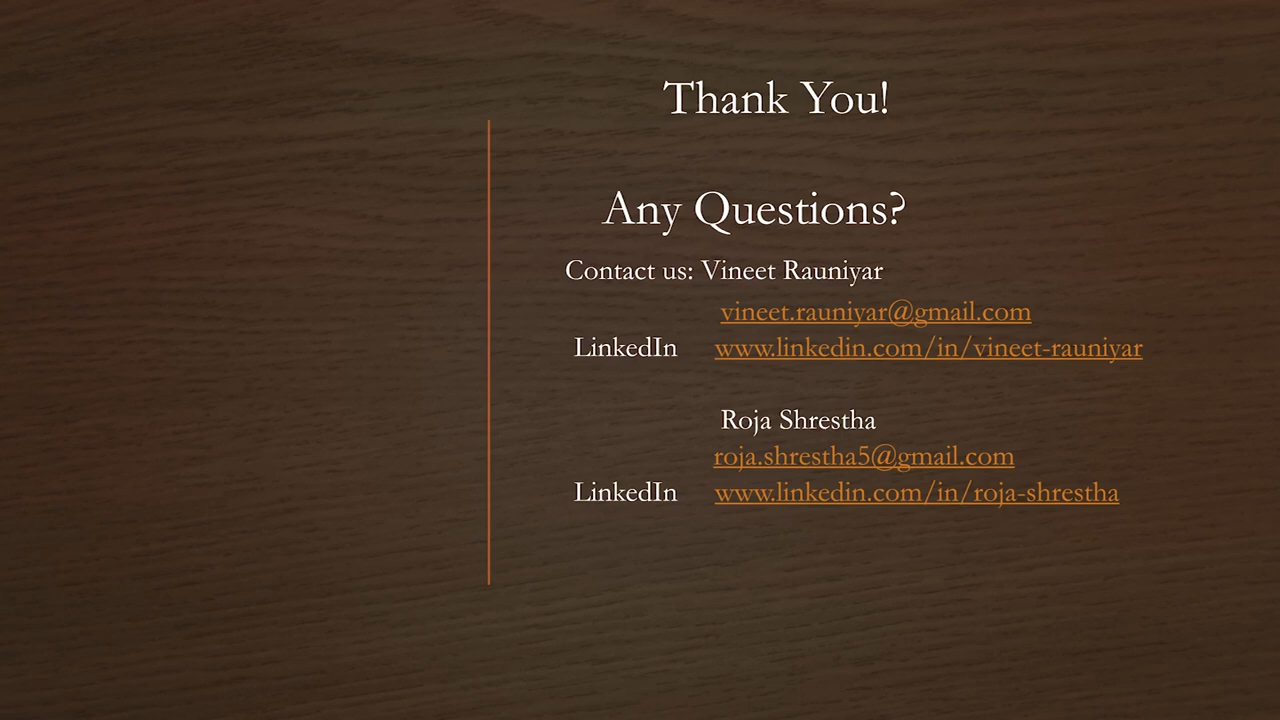 Thank You!
Any Questions?
Contact us: Vineet Rauniyar
vineet.rauniyar@gmail.com
LinkedIn www.linkedin.com/in/vineet-rauniyar
Roja Shrestha
roja.shrestha5@gmail.com
LinkedIn www.linkedin.com/in/roja-shrestha